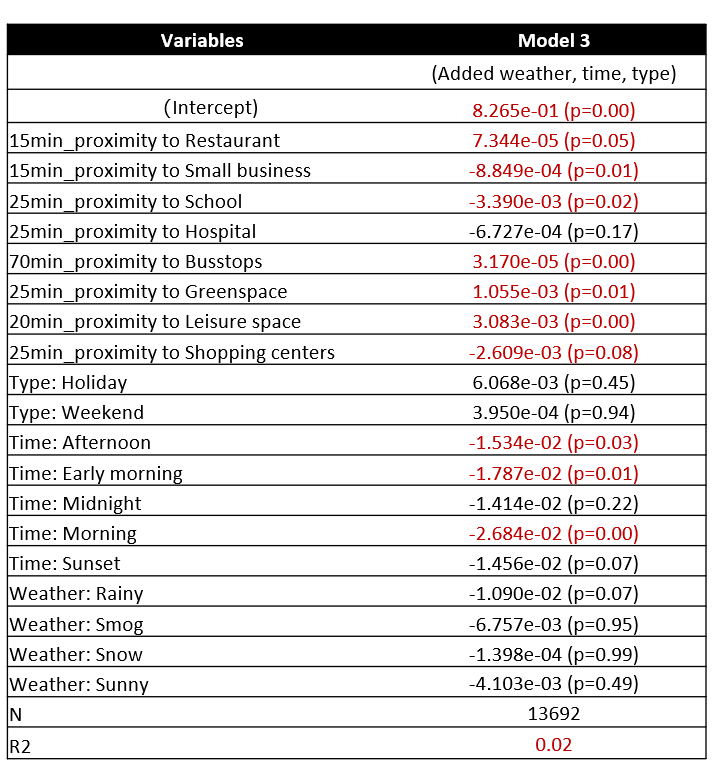 Variables Model 3
(Added weather, time, type)
(Intercept) 8.265e-01 (p=0.00)
15min_proximity to Restaurant 7.344e-05 (p=0.05)
15min_proximity to Small business -8.849e-04 (p=0.01)
25min_proximity to School -3.390e-03 (p=0.02)
25min_proximity to Hospital -6.727e-04 (p=0.17)
70min_proximity to Busstops 3.170e-05 (p=0.00)
25min_proximity to Greenspace 1.055e-03 (p=0.01)
20min_proximity to Leisure space 3.083e-03 (p=0.00)
25min_proximity to Shopping centers -2.609e-03 (p=0.08)
Type: Holiday 6.068e-03 (p=0.45)
Type: Weekend 3.950e-04 (p=0.94)
Time: Afternoon -1.534e-02 (p=0.03)
Time: Early morning -1.787e-02 (p=0.01)
Time: Midnight -1.414e-02 (p=0.22)
Time: Morning -2.684e-02 (p=0.00)
Time: Sunset -1.456e-02 (p=0.07)
Weather: Rainy -1.090e-02 (p=0.07)
Weather: Smog -6.757e-03 (p=0.95)
Weather: Snow -1.398e-04 (p=0.99)
Weather: Sunny -4.103e-03 (p=0.49)
N 13692
R2 0.02